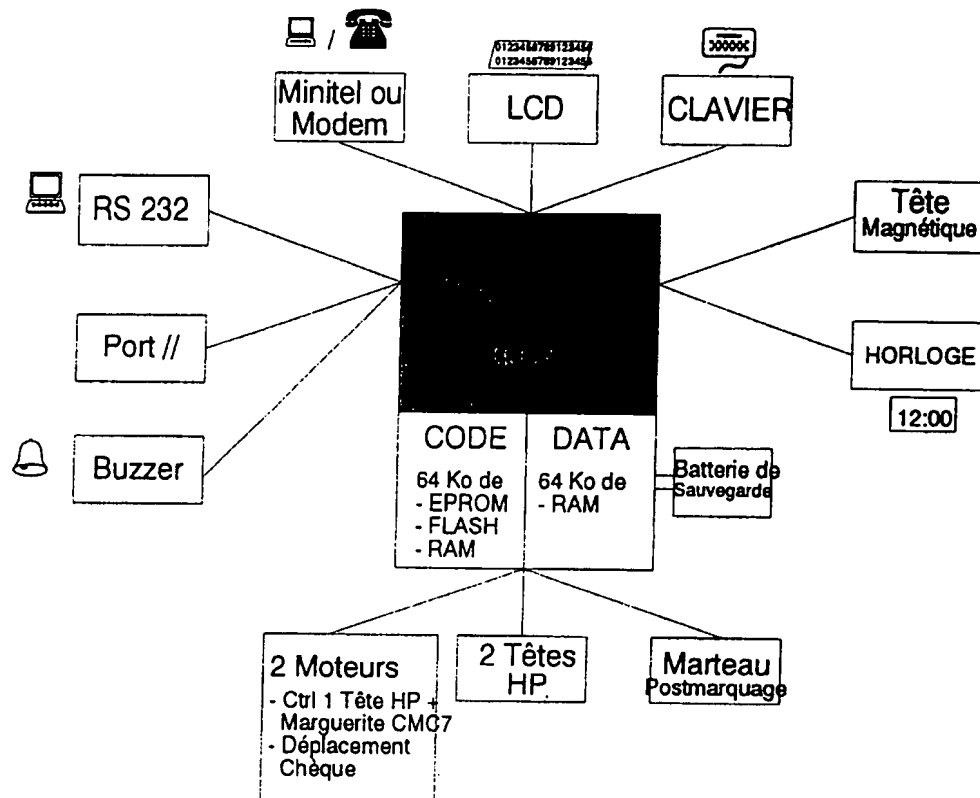 /
0123456789123456
0123456789123456
Minitel ou
Modem
LCD
CLAVIER
RS 232
Tête
Magnétique
Port //
HORLOGE
12:00
Buzzer
CODE
64 Ko de
- EPROM
- FLASH
- RAM
DATA
64 Ko de
- RAM
Batterie de
Sauvegarde
2 Moteurs
- Ctrl 1 Tête HP +
Marguerite CMC7
- Déplacement
Chèque
2 Têtes
HP
Marteau
Postmarquage